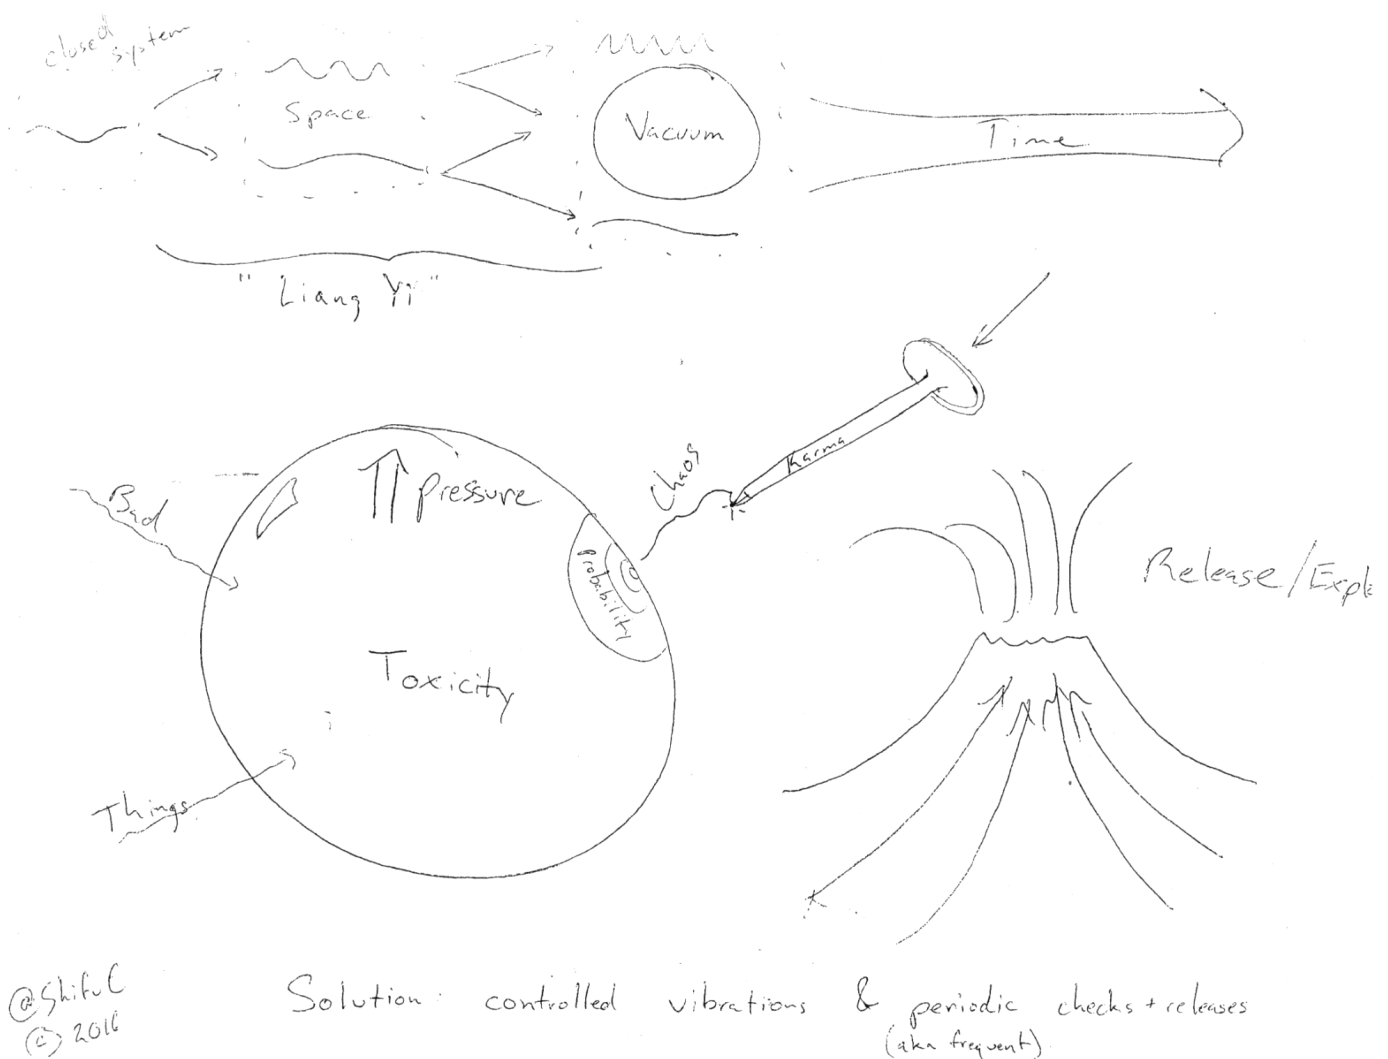 closed
system
Space
Vacuum
Time
"Liang Yi"
Karma
Chaos
Bad
pressure
probability
Release/Expl
Toxicity
Things
@ShifuC
© 2016
Solution: controlled vibrations & periodic checks + releases
(aka frequent)